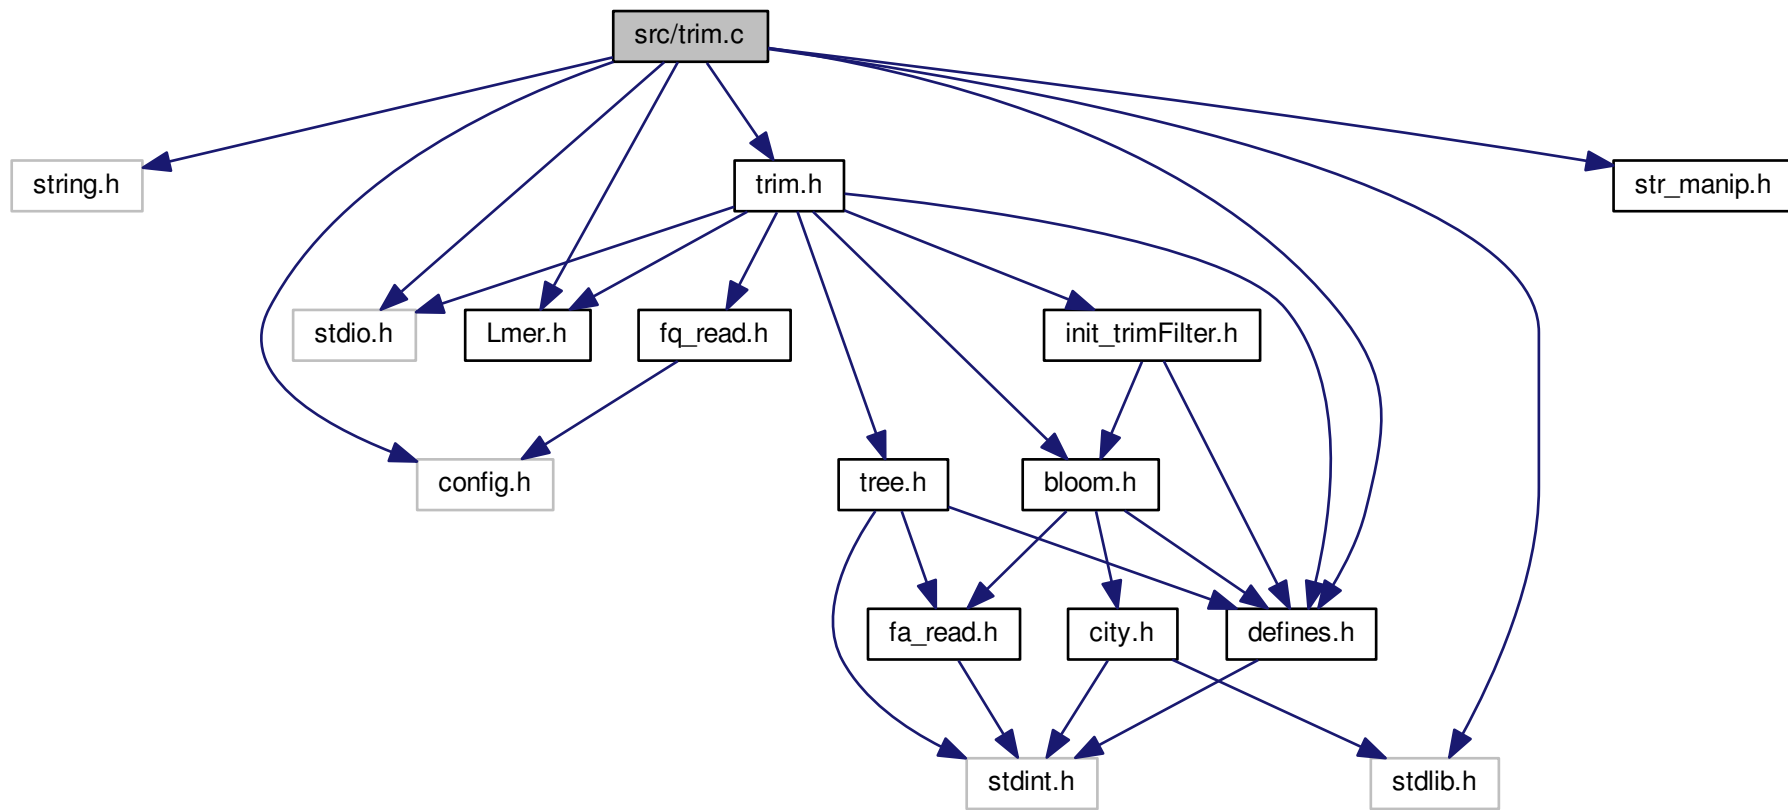 src/trim.c
string.h
trim.h
str_manip.h
stdio.h
Lmer.h
fq_read.h
init_trimFilter.h
config.h
tree.h
bloom.h
fa_read.h
city.h
defines.h
stdint.h
stdlib.h